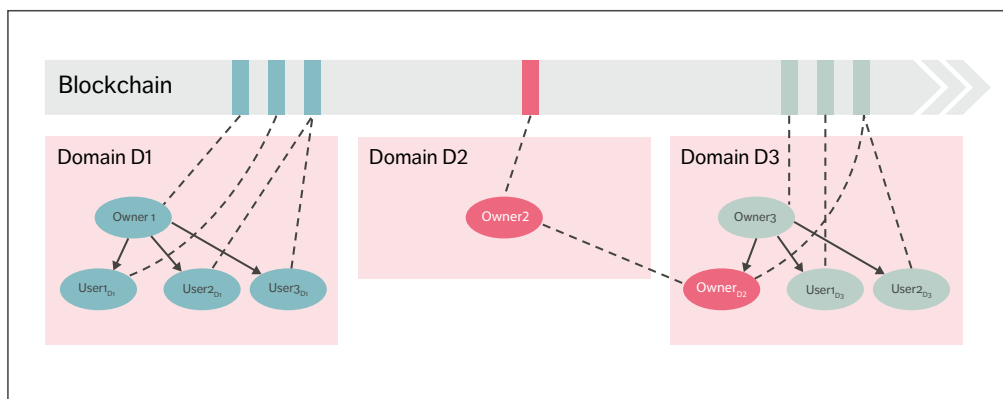 Blockchain
Domain D1
Domain D2
Domain D3
Owner 1
Owner2
Owner3
User1D1
User2D1
User3D1
OwnerD2
User1D3
User2D3